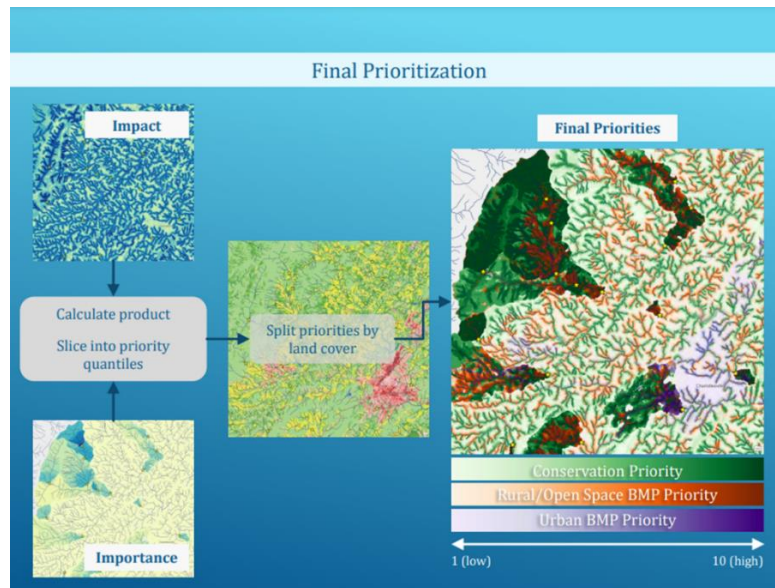 Final Prioritization
Impact
Final Priorities
Calculate product
Slice into priority
quantiles
Split priorities by
land cover
Importance
Conservation Priority
Rural/Open Space BMP Priority
Urban BMP Priority
1 (low)
10 (high)